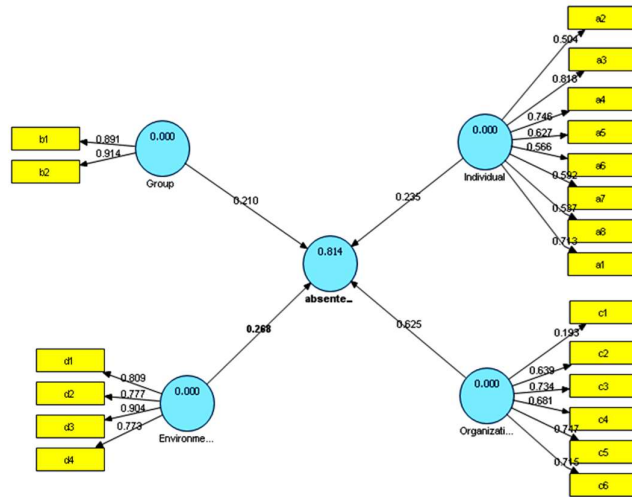 a2
0.504
a3
0.818
a4
0.746
a5
0.627
0.566
a6
0.592
a7
0.537
a8
0.713
a1
0.000
Individual
0.235
b1
0.891
b2
0.914
0.000
Group
0.210
0.814
absente...
0.268
0.625
d1
0.809
d2
0.777
d3
0.904
d4
0.773
0.000
Environme...
c1
0.193
c2
0.639
c3
0.734
c4
0.681
c5
0.747
c6
0.715
0.000
Organizati...